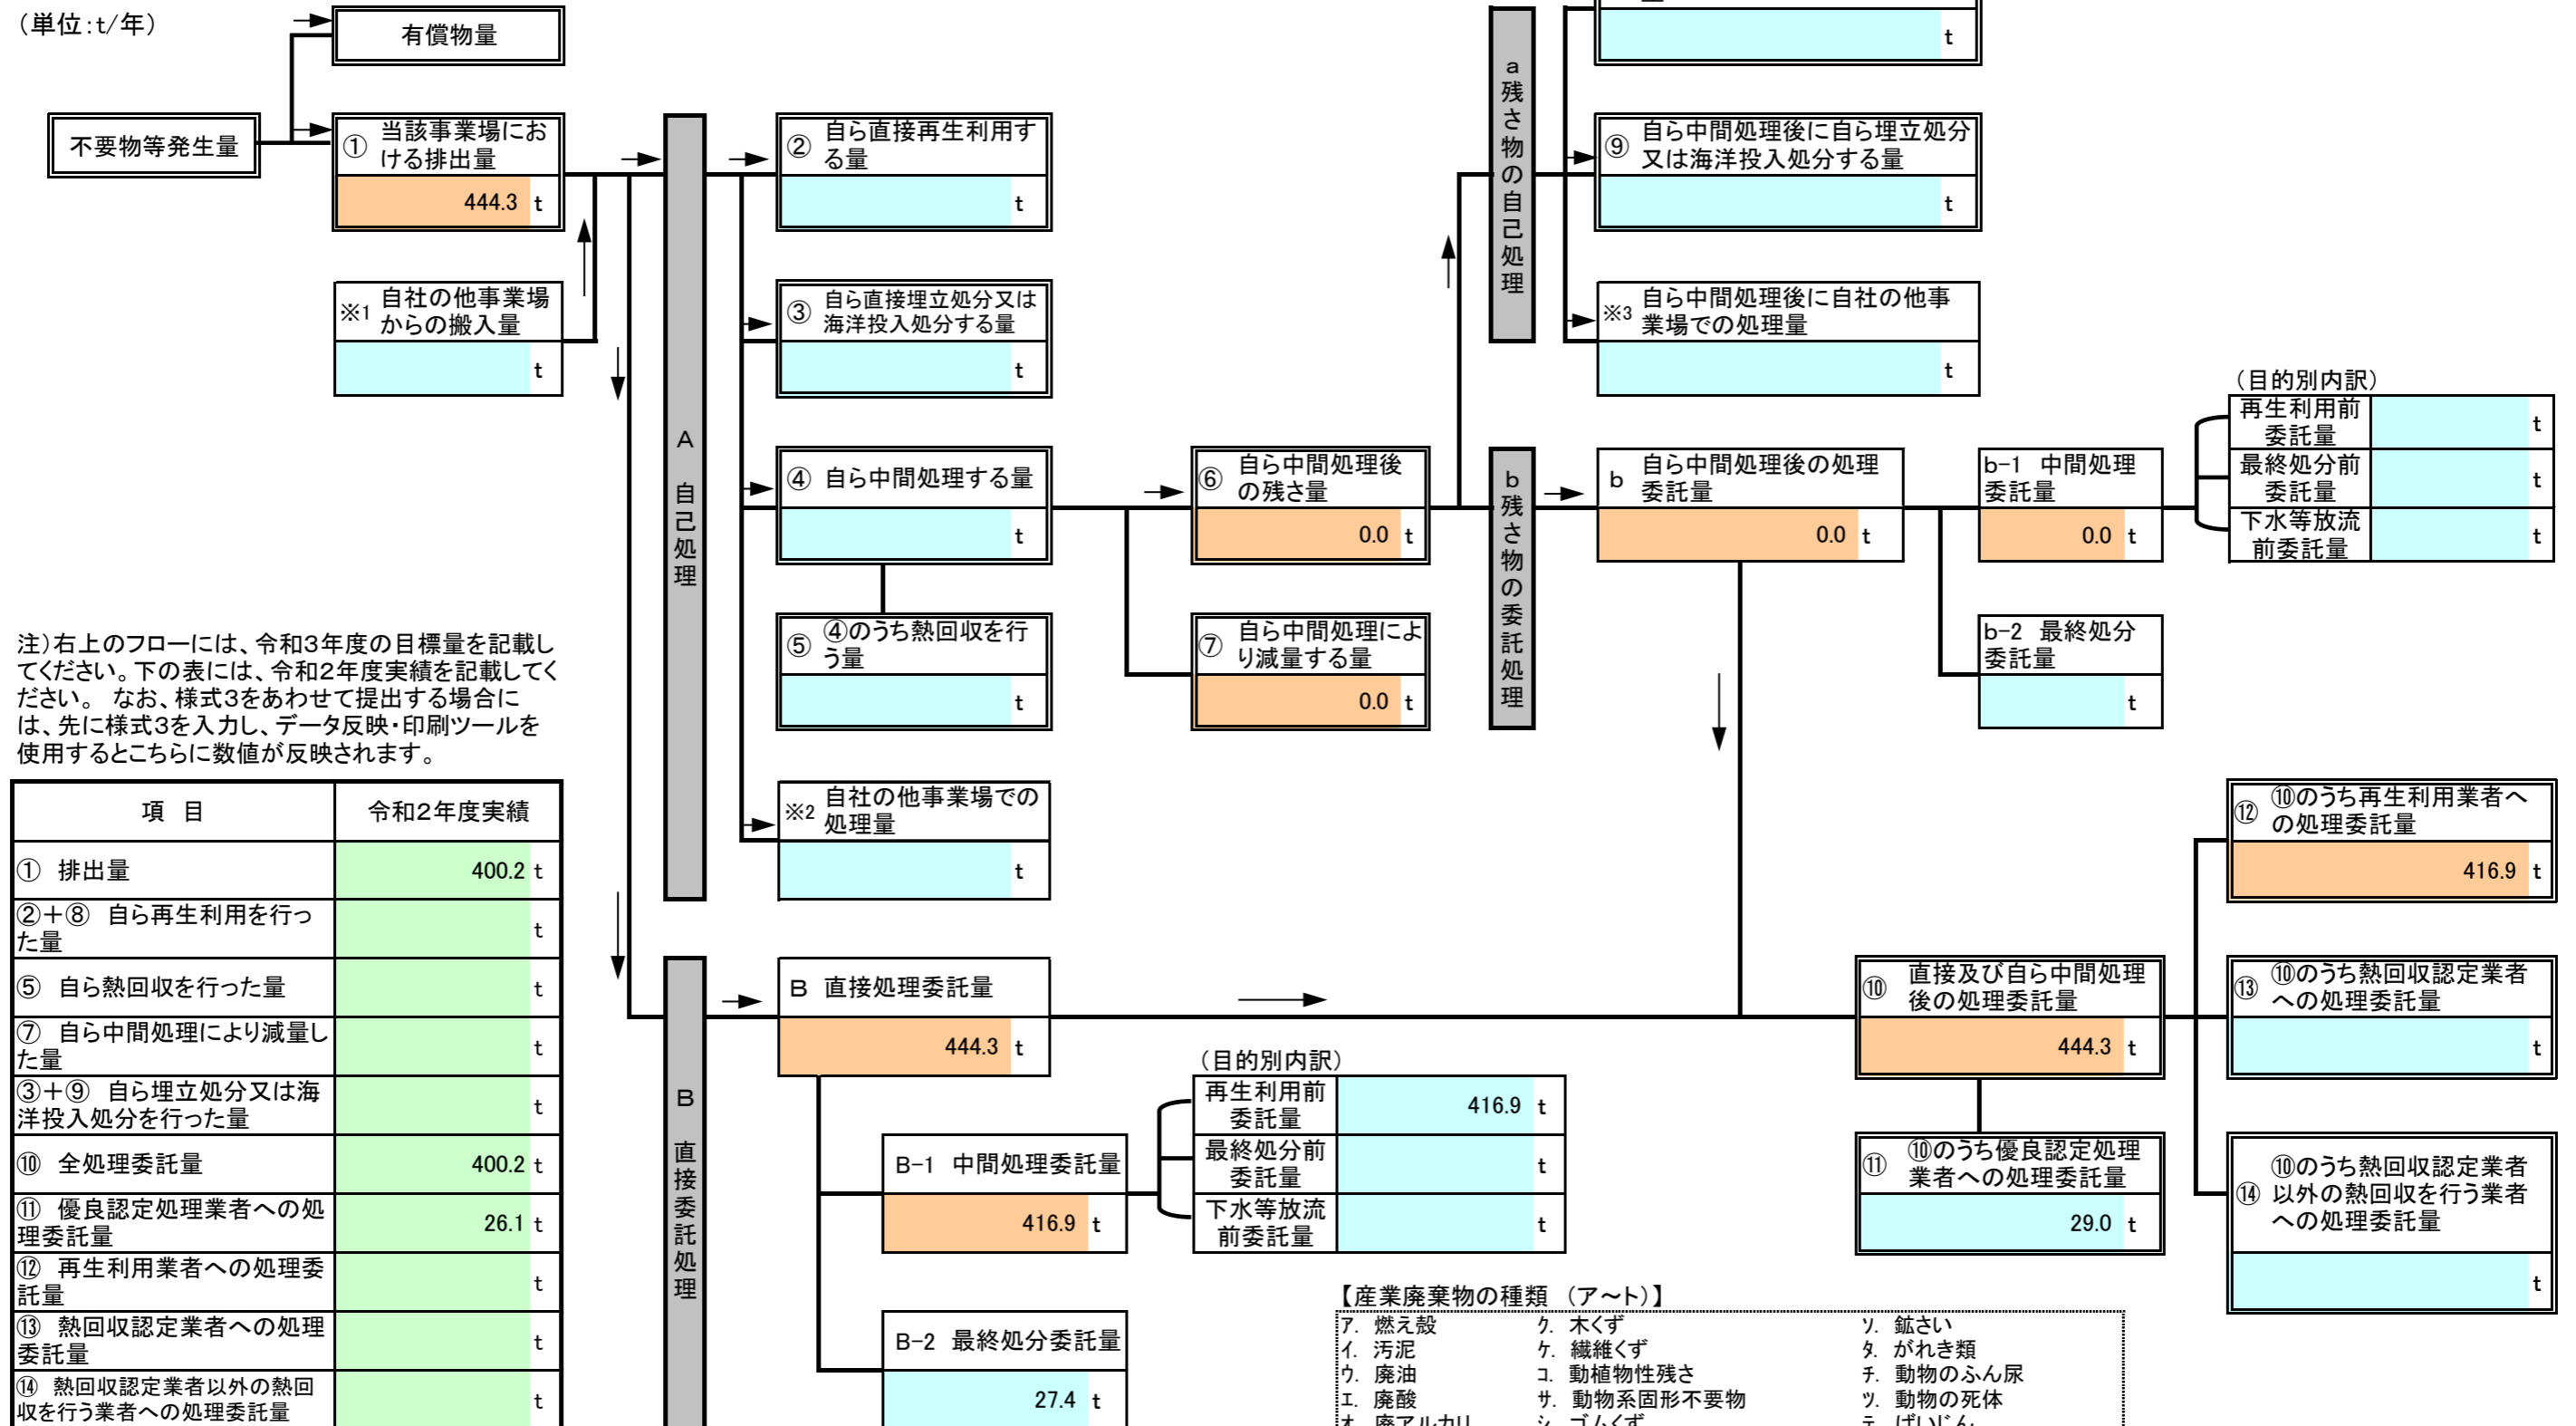 (単位:t/年)
有償物量
不要物等発生量
① 当該事業場にお
ける排出量
444.3 t
※1 自社の他事業場
からの搬入量
t
A 自己処理
② 自ら直接再生利用す
る量
t
③ 自ら直接埋立処分又は
海洋投入処分する量
t
④ 自ら中間処理する量
t
⑤ ④のうち熱回収を行
う量
t
※2 自社の他事業場での
処理量
t
⑥ 自ら中間処理後
の残さ量
0.0 t
⑦ 自ら中間処理によ
り減量する量
0.0 t
a 残さ物の自己処理
t
⑨ 自ら中間処理後に自ら埋立処分
又は海洋投入処分する量
t
※3 自ら中間処理後に自社の他事
業場での処理量
t
b 残さ物の委託処理
b 自ら中間処理後の処理
委託量
0.0 t
b-1 中間処理
委託量
0.0 t
b-2 最終処分
委託量
t
(目的別内訳)
再生利用前
委託量
t
最終処分前
委託量
t
下水等放流
前委託量
t
注)右上のフローには、令和3年度の目標量を記載し
てください。下の表には、令和2年度実績を記載してく
ださい。 なお、様式3をあわせて提出する場合に
は、先に様式3を入力し、データ反映・印刷ツールを
使用するとこちらに数値が反映されます。
項 目 令和2年度実績
① 排出量 400.2 t
②+⑧ 自ら再生利用を行っ
た量
t
⑤ 自ら熱回収を行った量 t
⑦ 自ら中間処理により減量し
た量
t
③+⑨ 自ら埋立処分又は海
洋投入処分を行った量
t
⑩ 全処理委託量 400.2 t
⑪ 優良認定処理業者への処
理委託量
26.1 t
⑫ 再生利用業者への処理委
託量
t
⑬ 熱回収認定業者への処理
委託量
t
⑭ 熱回収認定業者以外の熱回
収を行う業者への処理委託量
t
B 直接委託処理
B 直接処理委託量
444.3 t
B-1 中間処理委託量
416.9 t
B-2 最終処分委託量
27.4 t
(目的別内訳)
再生利用前
委託量
416.9 t
最終処分前
委託量
t
下水等放流
前委託量
t
⑩ 直接及び自ら中間処理
後の処理委託量
444.3 t
⑪ ⑩のうち優良認定処理
業者への処理委託量
29.0 t
⑫ ⑩のうち再生利用業者へ
の処理委託量
416.9 t
⑬ ⑩のうち熱回収認定業者
への処理委託量
t
⑩のうち熱回収認定業者
⑭ 以外の熱回収を行う業者
への処理委託量
t
【産業廃棄物の種類 (ア~ト)】
ア. 燃え殻 ク. 木くず ソ. 鉱さい
イ. 汚泥 ケ. 繊維くず タ. がれき類
ウ. 廃油 コ. 動植物性残さ チ. 動物のふん尿
エ. 廃酸 サ. 動物系固形不要物 ツ. 動物の死体
オ. 廃アルカリ シ. ゴムくず テ. ばいじん